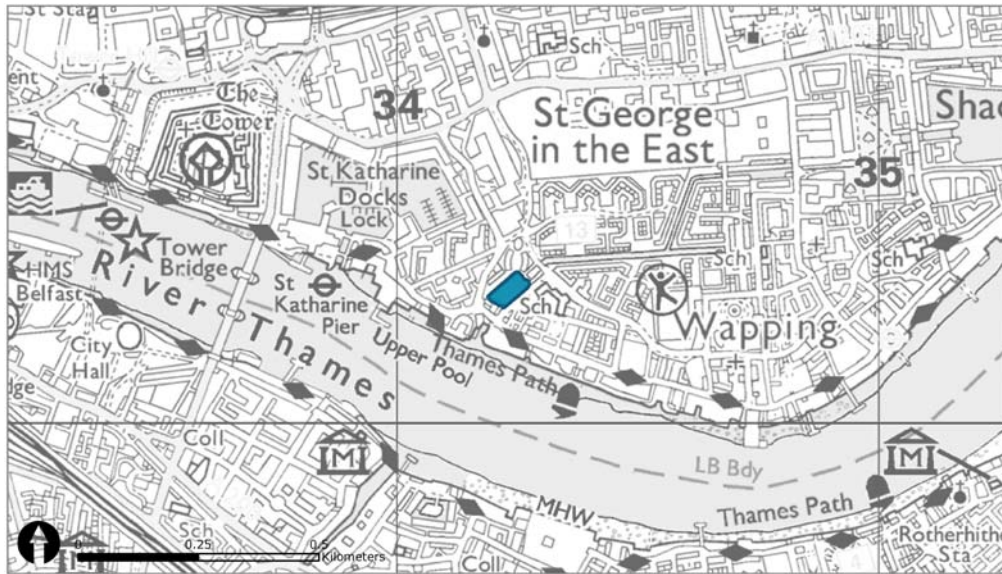 St Sta
The
Tower
34
Sch
St George
in the East
Shad
35
St Katharine
Docks
Lock
13
Tower
Bridge
HMS
Belfast
River Thames
St
Katharine
Pier
Upper Pool
Thames Path
Sch
Sch
Sch
Wapping
City
Hall
Coll
M
M
LB Bdy
MHW
Thames Path
Rotherhithe
Sta
Sch
Coll
0
0.25
0.5
Kilometers